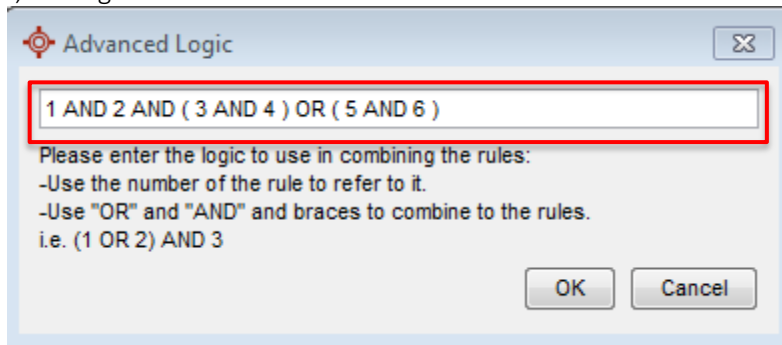 Advanced Logic
1 AND 2 AND ( 3 AND 4 ) OR ( 5 AND 6 )
Please enter the logic to use in combining the rules:
-Use the number of the rule to refer to it.
-Use "OR" and "AND" and braces to combine to the rules.
i.e. (1 OR 2) AND 3
OK Cancel